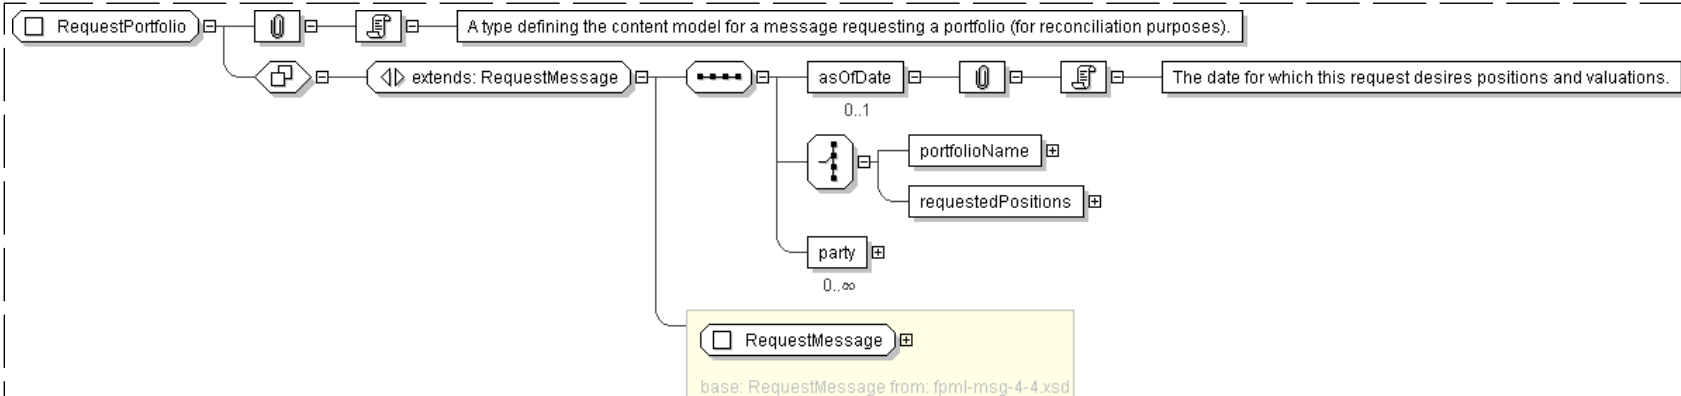 RequestPortfolio
A type defining the content model for a message requesting a portfolio (for reconciliation purposes).
extends: RequestMessage
asOfDate
The date for which this request desires positions and valuations.
0..1
portfolioName
requestedPositions
party
0..∞
RequestMessage
base: RequestMessage from: fpml-msg-4-4.xsd